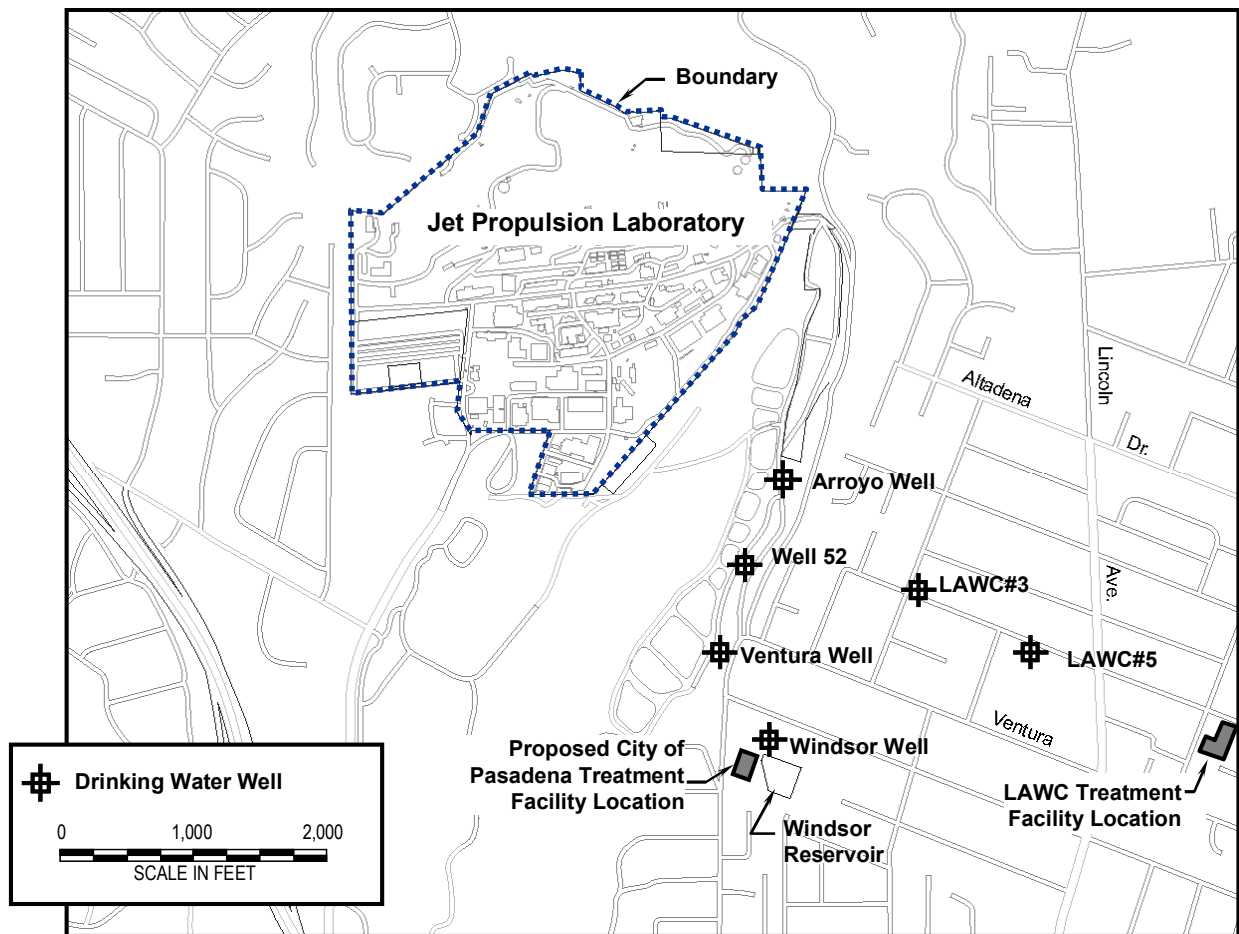 Boundary
Jet Propulsion Laboratory
Lincoln
Altadena
Dr.
Arroyo Well
Well 52
Ave.
LAWC#3
Ventura Well
LAWC#5
Ventura
Proposed City of
Pasadena Treatment
Facility Location
Windsor Well
LAWC Treatment
Facility Location
Windsor
Reservoir
Drinking Water Well
0 1,000 2,000
SCALE IN FEET